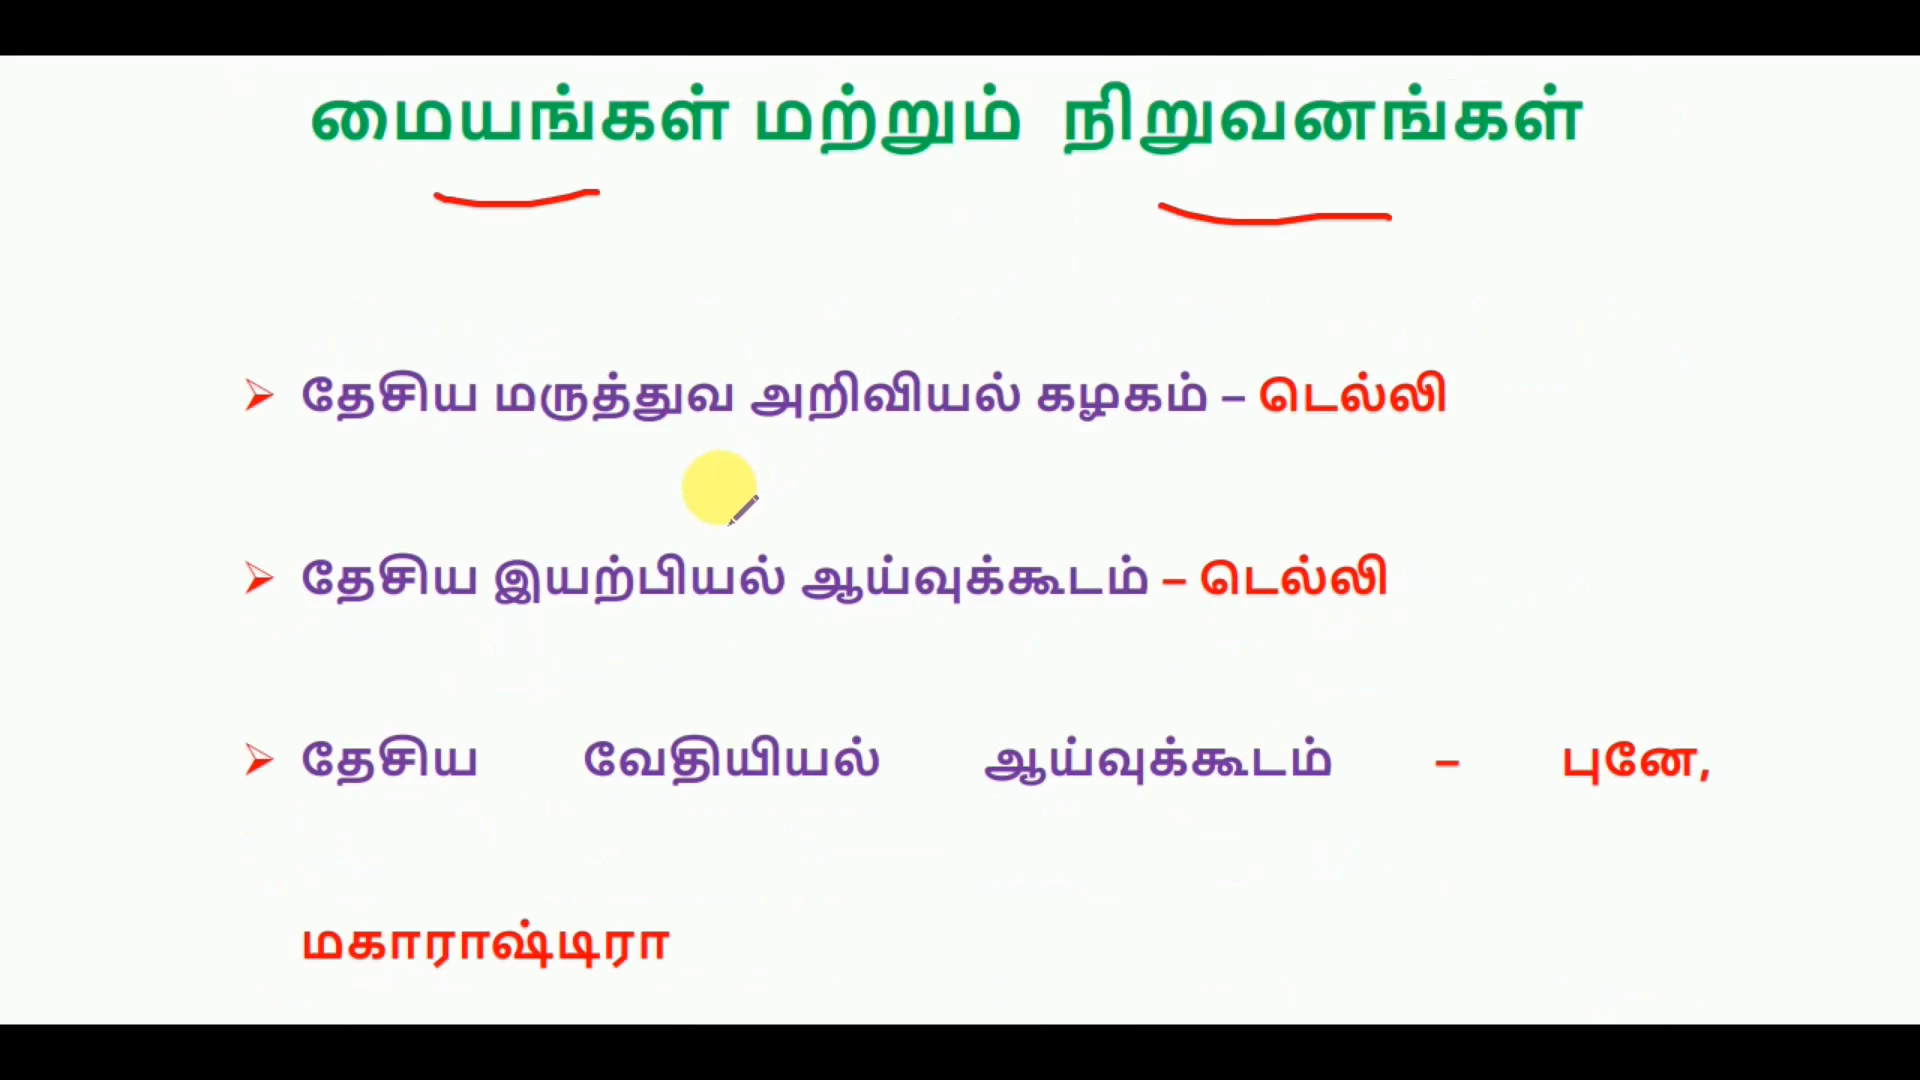 மையங்கள் மற்றும் நிறுவனங்கள்
தேசிய மருத்துவ அறிவியல் கழகம் – டெல்லி
தேசிய இயற்பியல் ஆய்வுக்கூடம் – டெல்லி
தேசிய வேதியியல் ஆய்வுக்கூடம் – புனே,
மகாராஷ்டிரா